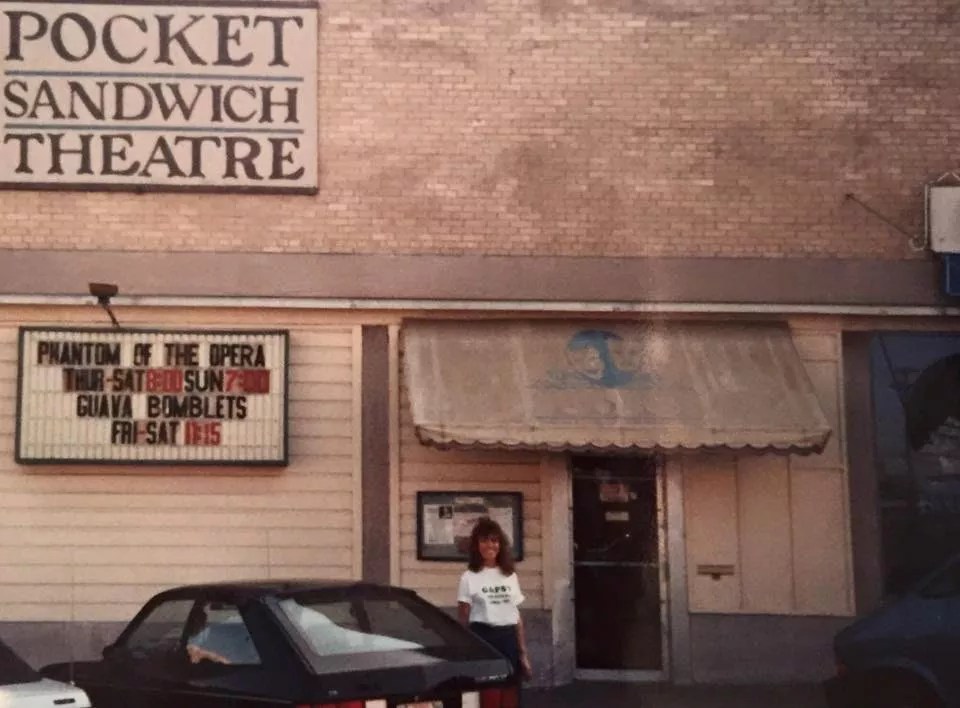 POCKET
SANDWICH
THEATRE
PHANTOM OF THE OPERA
THUR-SAT 8:00 SUN 7:00
GUAVA BOMBLETS
FRI-SAT 11:15